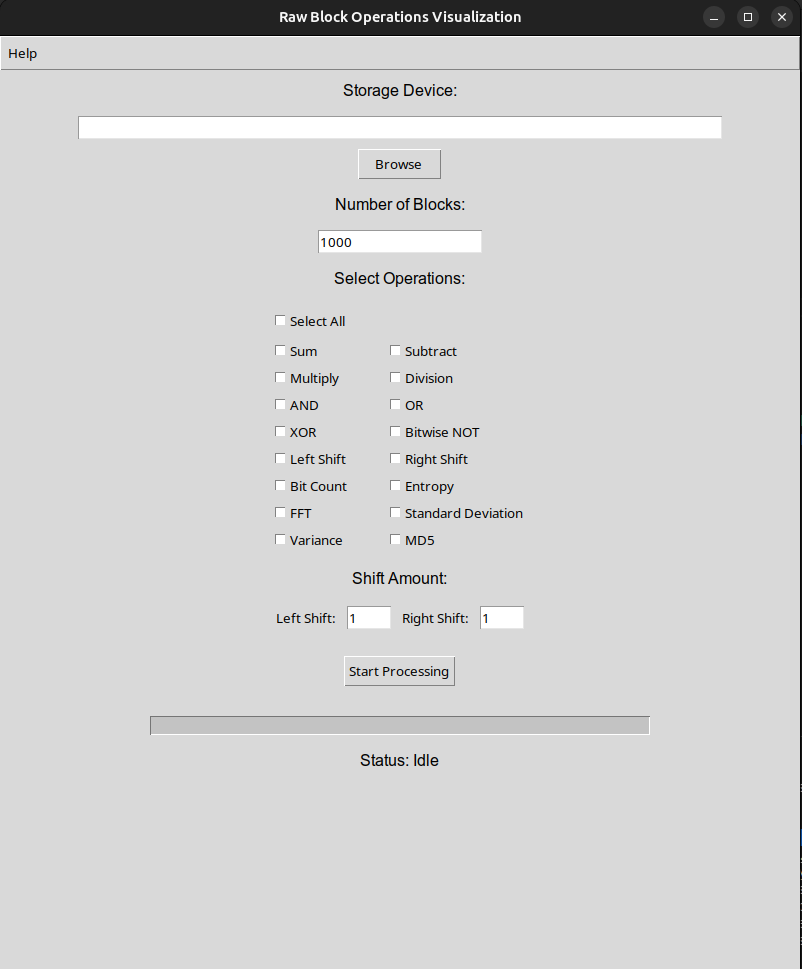 Raw Block Operations Visualization
Help
Storage Device:
Browse
Number of Blocks:
1000
Select Operations:
Select All
Sum Subtract
Multiply Division
AND OR
XOR Bitwise NOT
Left Shift Right Shift
Bit Count Entropy
FFT Standard Deviation
Variance MD5
Shift Amount:
Left Shift: 1 Right Shift: 1
Start Processing
Status: Idle